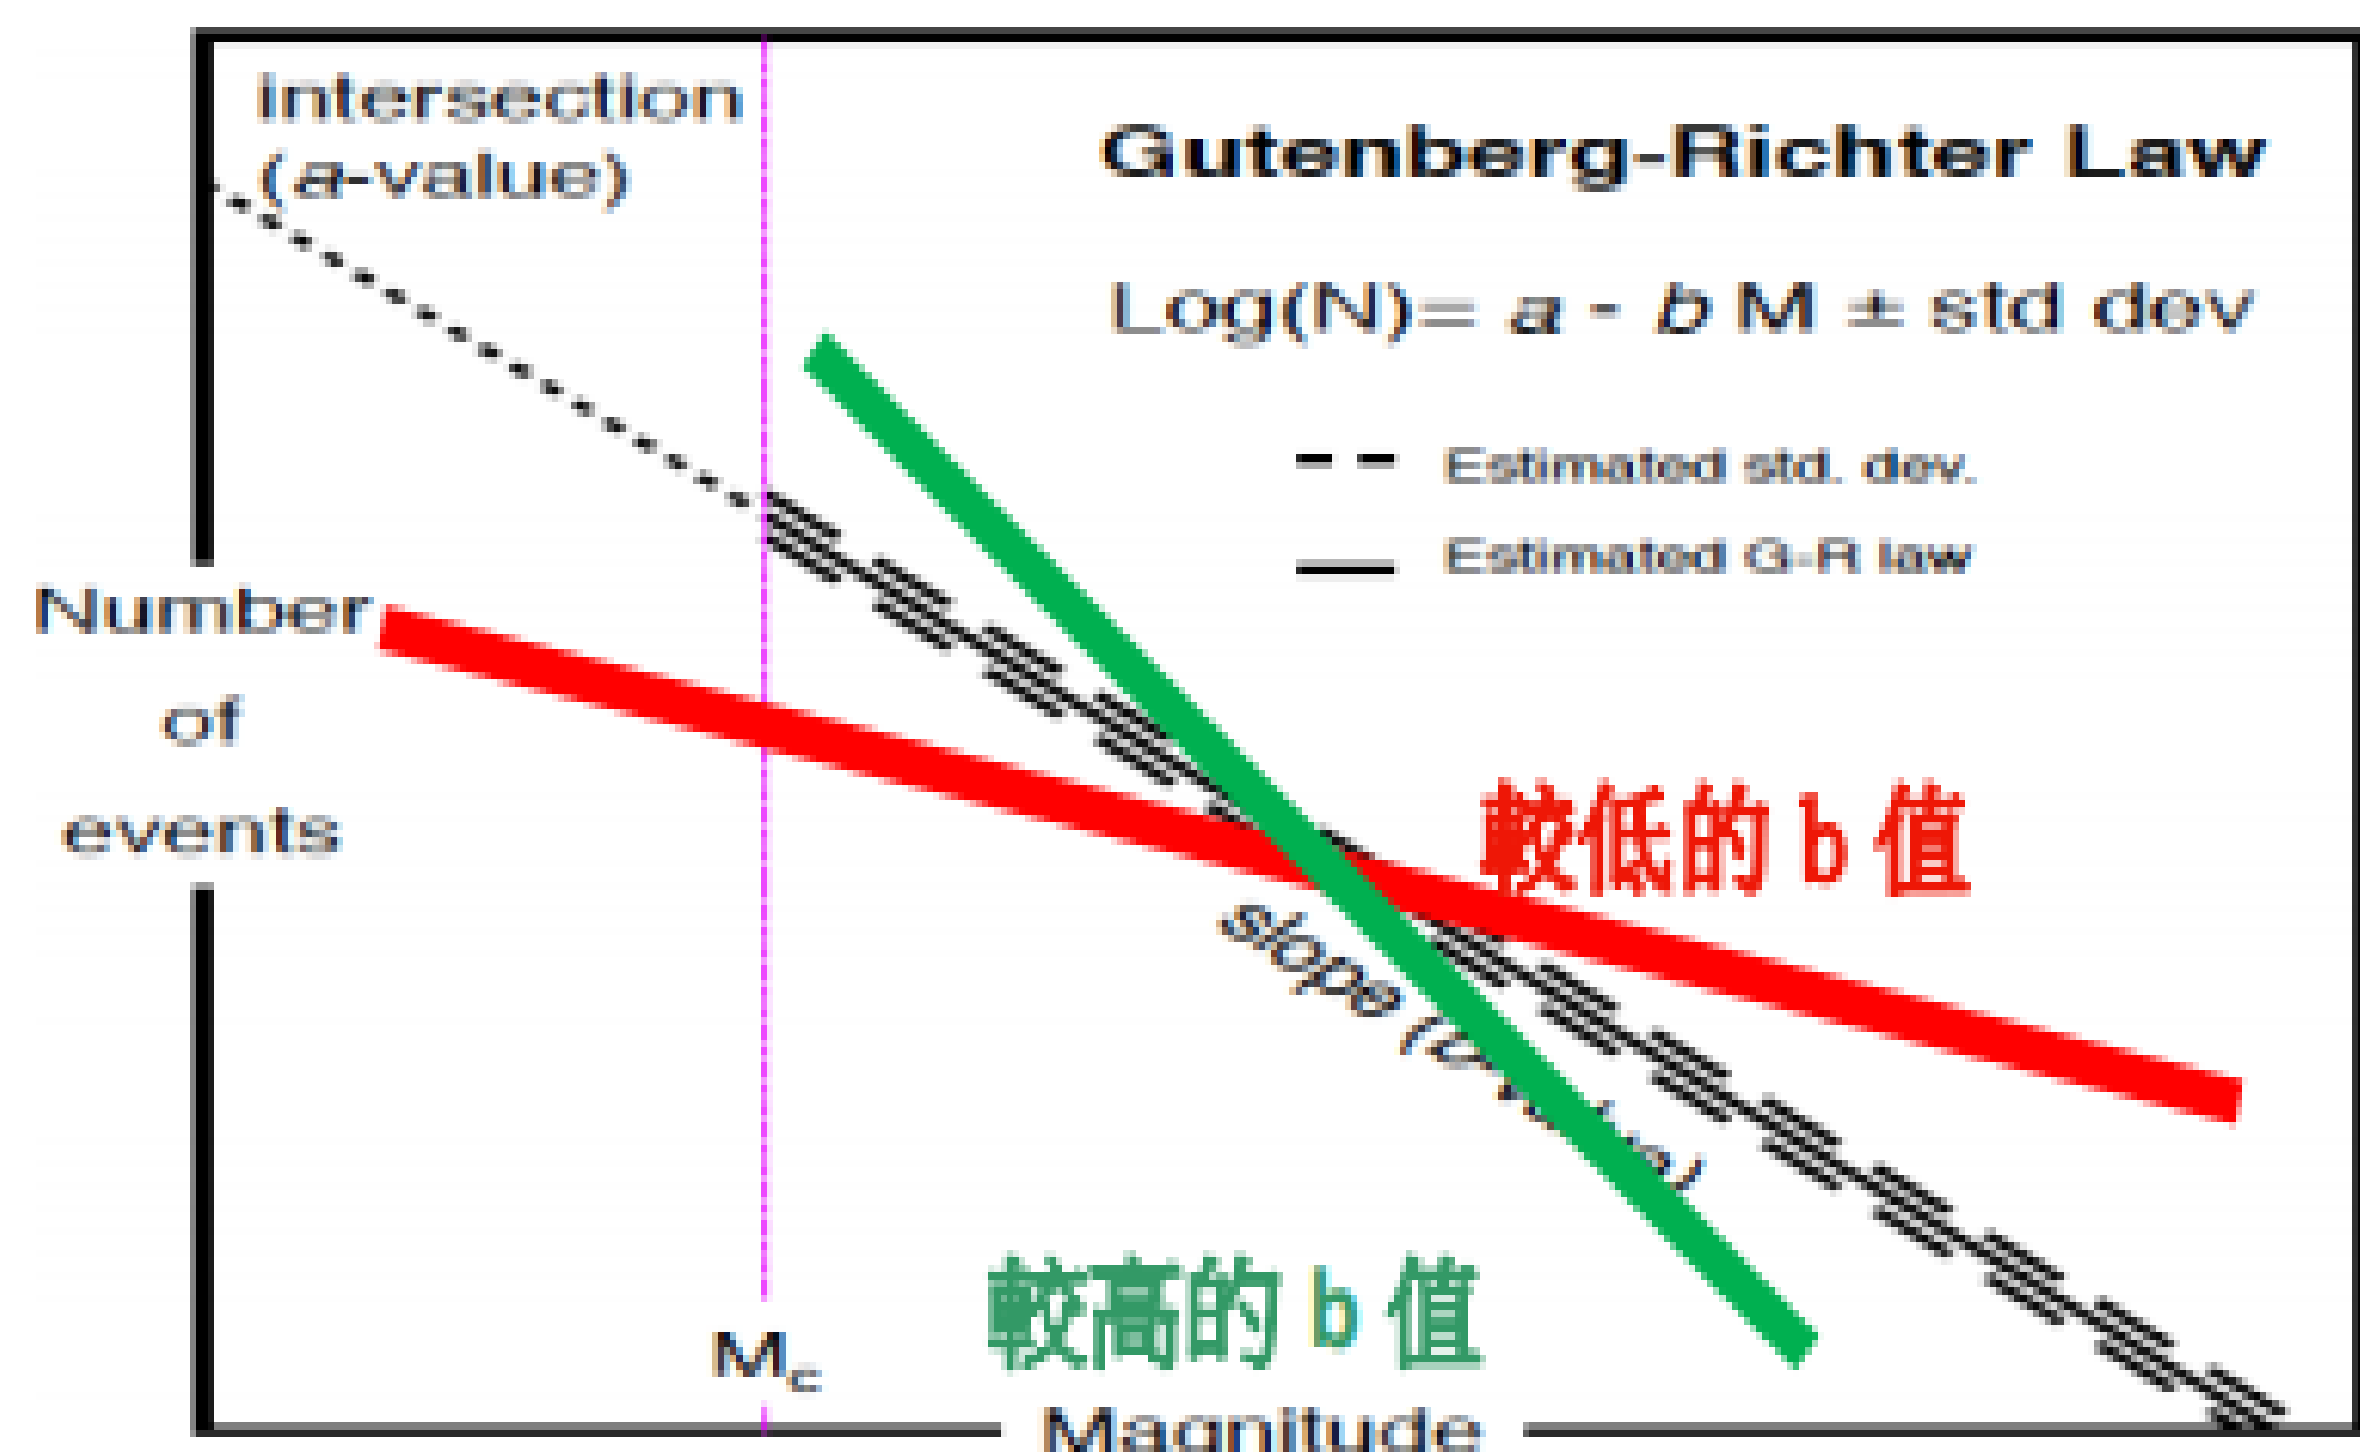 Intersection
(a-value)
Gutenberg-Richter Law
Log(N)= a - b M ± std dev
Estimated std. dev.
Estimated G-R law
Number
of
events
較低的 b 值
slope
較高的 b 值
Mc
Magnitude